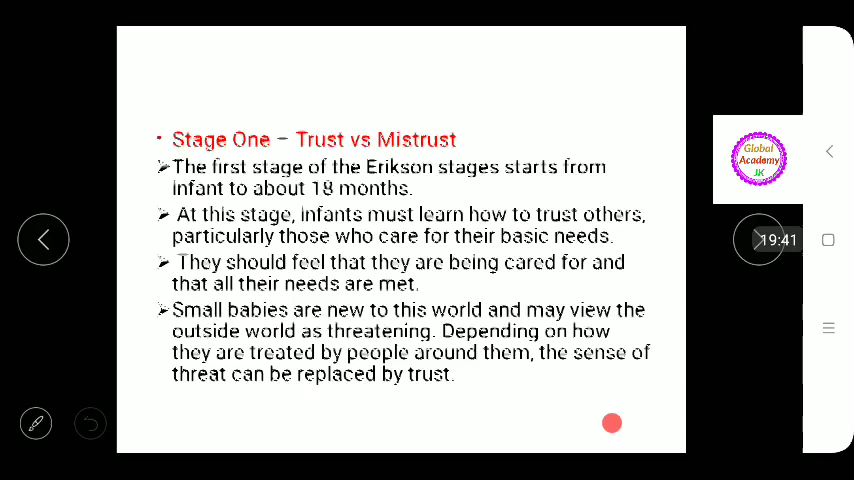 • Stage One – Trust vs Mistrust
➢The first stage of the Erikson stages starts from
infant to about 18 months.
➢ At this stage, infants must learn how to trust others,
particularly those who care for their basic needs.
➢ They should feel that they are being cared for and
that all their needs are met.
➢Small babies are new to this world and may view the
outside world as threatening. Depending on how
they are treated by people around them, the sense of
threat can be replaced by trust.
Global
Academy
JK
19:41